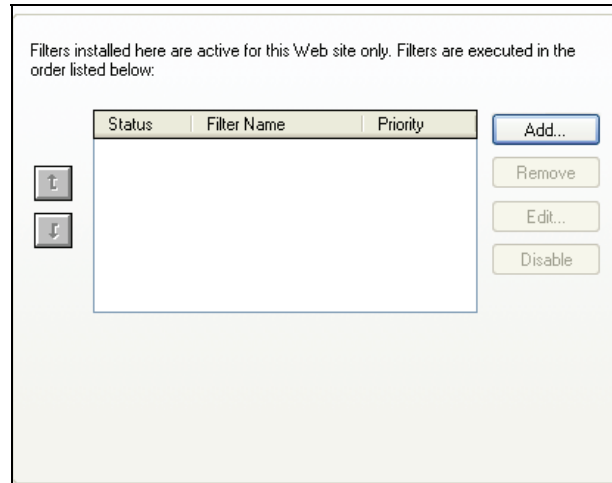 Filters installed here are active for this Web site only. Filters are executed in the
order listed below:
Status Filter Name Priority
Add...
Remove
Edit...
Disable